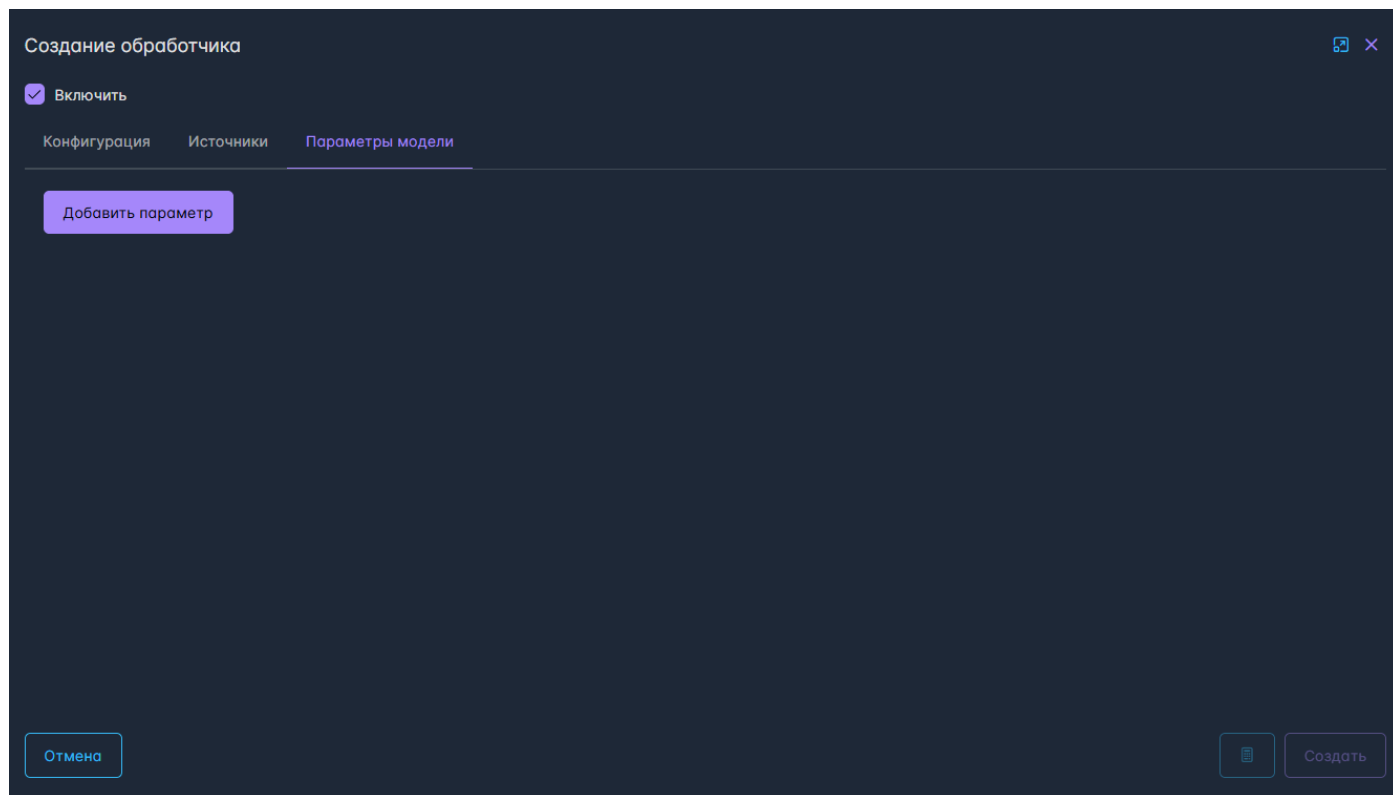 Создание обработчика
Включить
Конфигурация Источники Параметры модели
Добавить параметр
Отмена Создать